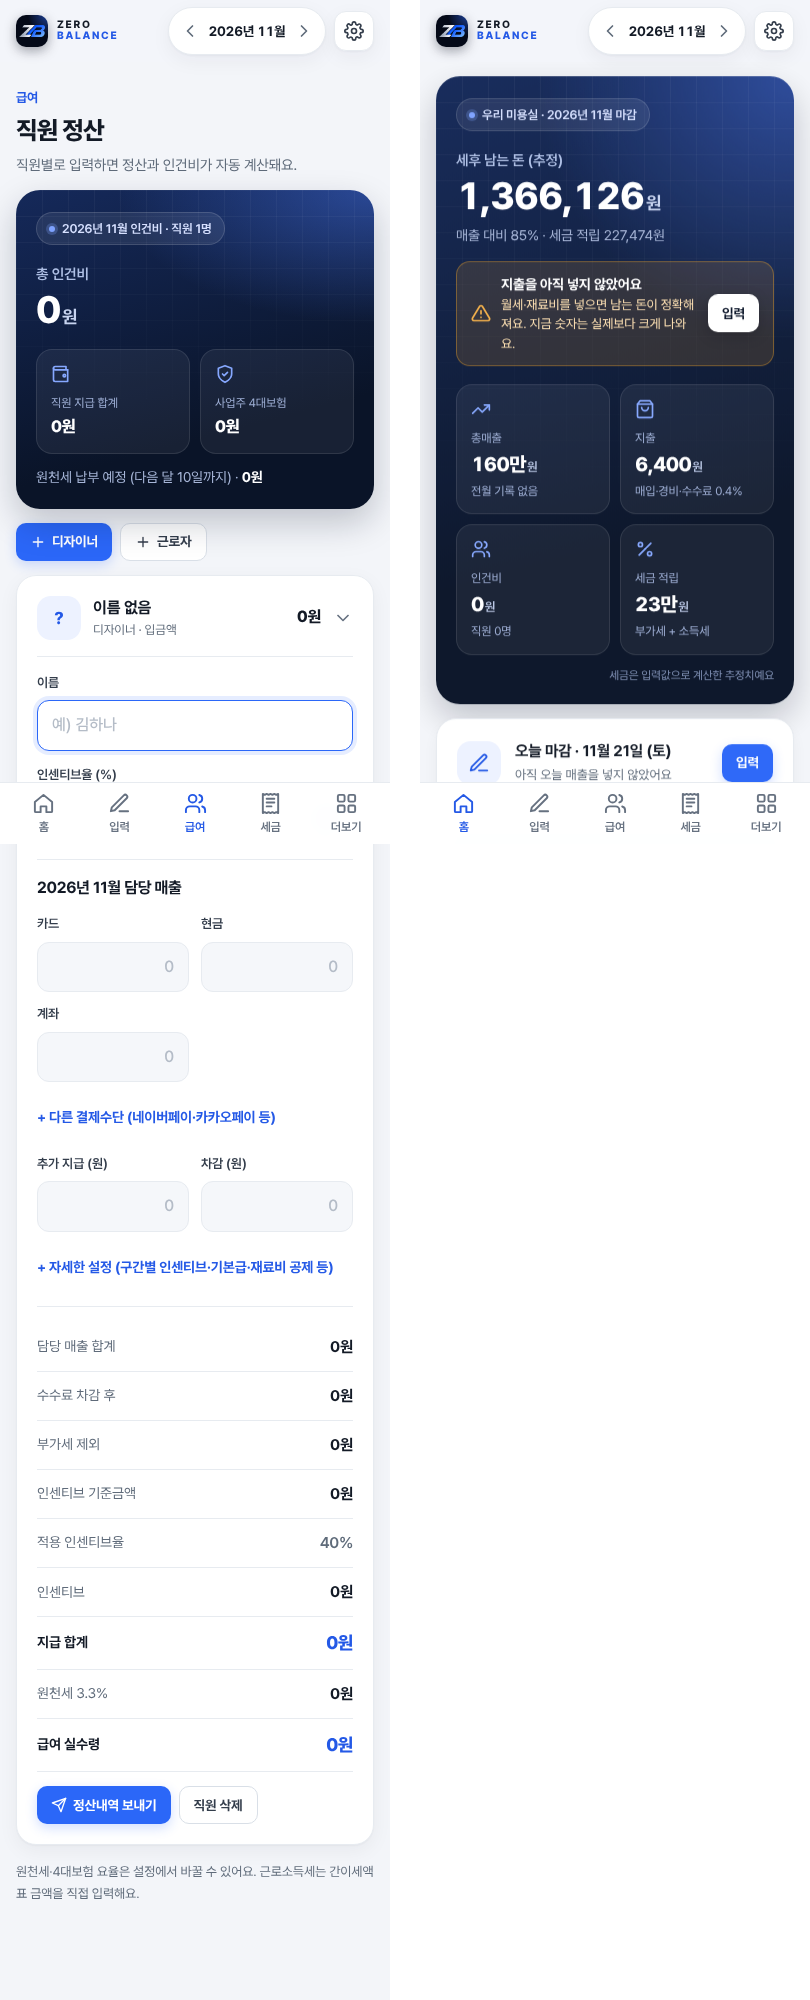 ZB
ZERO
BALANCE
2026년 11월
급여
직원 정산
직원별로 입력하면 정산과 인건비가 자동 계산돼요.
2026년 11월 인건비 · 직원 1명
총 인건비
0원
직원 지급 합계
0원
사업주 4대보험
0원
원천세 납부 예정 (다음 달 10일까지) · 0원
+ 디자이너
+ 근로자
?
이름 없음
디자이너 · 입금액
0원
이름
예) 김하나
인센티브율 (%)
홈
입력
급여
세금
더보기
2026년 11월 담당 매출
카드
현금
0
0
계좌
0
+ 다른 결제수단 (네이버페이·카카오페이 등)
추가 지급 (원)
차감 (원)
0
0
+ 자세한 설정 (구간별 인센티브·기본급·재료비 공제 등)
담당 매출 합계 0원
수수료 차감 후 0원
부가세 제외 0원
인센티브 기준금액 0원
적용 인센티브율 40%
인센티브 0원
지급 합계 0원
원천세 3.3% 0원
급여 실수령 0원
정산내역 보내기
직원 삭제
원천세·4대보험 요율은 설정에서 바꿀 수 있어요. 근로소득세는 간이세액
표 금액을 직접 입력해요.
ZB
ZERO
BALANCE
2026년 11월
우리 미용실 · 2026년 11월 마감
세후 남는 돈 (추정)
1,366,126원
매출 대비 85% · 세금 적립 227,474원
지출을 아직 넣지 않았어요
월세·재료비를 넣으면 남는 돈이 정확해
져요. 지금 숫자는 실제보다 크게 나와
요.
입력
총매출
160만원
전월 기록 없음
지출
6,400원
매입·경비·수수료 0.4%
인건비
0원
직원 0명
세금 적립
23만원
부가세 + 소득세
세금은 입력값으로 계산한 추정치예요
오늘 마감 · 11월 21일 (토)
아직 오늘 매출을 넣지 않았어요
입력
홈
입력
급여
세금
더보기